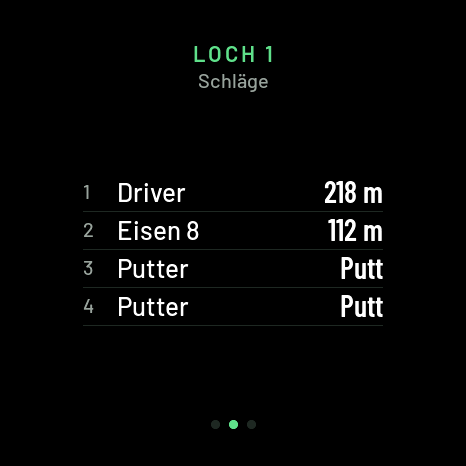 LOCH 1
Schläge
1 Driver 218 m
2 Eisen 8 112 m
3 Putter Putt
4 Putter Putt